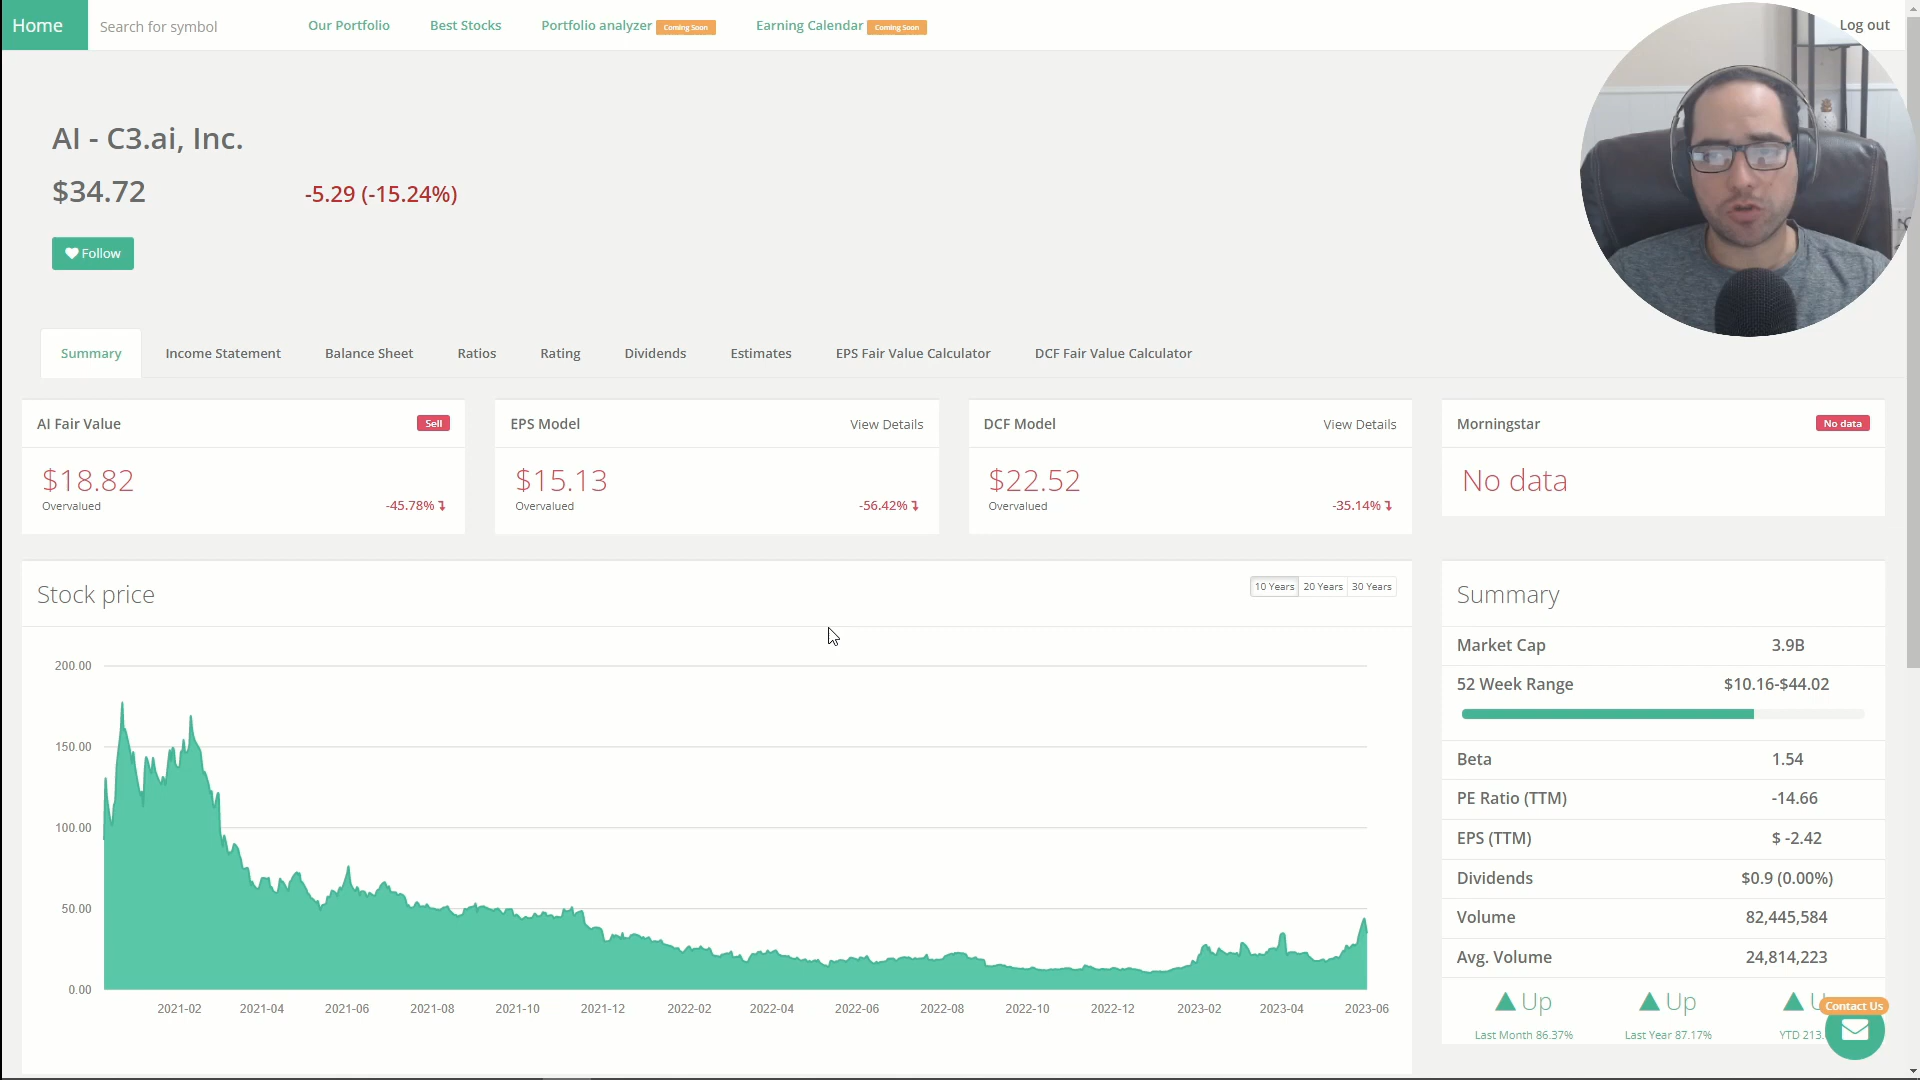 Home
Search for symbol
Our Portfolio
Best Stocks
Portfolio analyzer Coming Soon
Earning Calendar Coming Soon
Log out
AI - C3.ai, Inc.
$34.72
-5.29 (-15.24%)
Follow
Summary
Income Statement
Balance Sheet
Ratios
Rating
Dividends
Estimates
EPS Fair Value Calculator
DCF Fair Value Calculator
AI Fair Value
Sell
$18.82
Overvalued
-45.78%
EPS Model
View Details
$15.13
Overvalued
-56.42%
DCF Model
View Details
$22.52
Overvalued
-35.14%
Morningstar
No data
No data
Stock price
10 Years
20 Years
30 Years
200.00
150.00
100.00
50.00
0.00
2021-02
2021-04
2021-06
2021-08
2021-10
2021-12
2022-02
2022-04
2022-06
2022-08
2022-10
2022-12
2023-02
2023-04
2023-06
Summary
Market Cap 3.9B
52 Week Range $10.16-$44.02
Beta 1.54
PE Ratio (TTM) -14.66
EPS (TTM) $ -2.42
Dividends $0.9 (0.00%)
Volume 82,445,584
Avg. Volume 24,814,223
Up
Last Month 86.37%
Up
Last Year 87.17%
U
YTD 213.
Contact Us